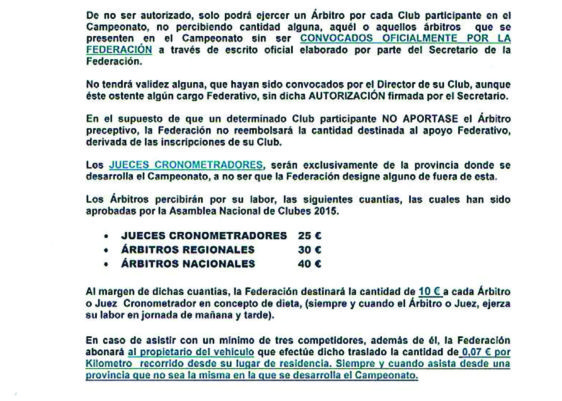 De no ser autorizado, solo podrá ejercer un Árbitro por cada Club participante en el
Campeonato, no percibiendo cantidad alguna, aquél o aquellos árbitros que se
presenten en el Campeonato sin ser CONVOCADOS OFICIALMENTE POR LA
FEDERACIÓN a través de escrito oficial elaborado por parte del Secretario de la
Federación.
No tendrá validez alguna, que hayan sido convocados por el Director de su Club, aunque
éste ostente algún cargo Federativo, sin dicha AUTORIZACIÓN firmada por el Secretario.
En el supuesto de que un determinado Club participante NO APORTASE el Árbitro
preceptivo, la Federación no reembolsará la cantidad destinada al apoyo Federativo,
derivada de las inscripciones de su Club.
Los JUECES CRONOMETRADORES, serán exclusivamente de la provincia donde se
desarrolla el Campeonato, a no ser que la Federación designe alguno de fuera de esta.
Los Árbitros percibirán por su labor, las siguientes cuantías, las cuales han sido
aprobadas por la Asamblea Nacional de Clubes 2015.
• JUECES CRONOMETRADORES 25 €
• ÁRBITROS REGIONALES 30 €
• ÁRBITROS NACIONALES 40 €
Al margen de dichas cuantías, la Federación destinará la cantidad de 10 € a cada Árbitro
o Juez Cronometrador en concepto de dieta, (siempre y cuando el Árbitro o Juez, ejerza
su labor en jornada de mañana y tarde).
En caso de asistir con un mínimo de tres competidores, además de él, la Federación
abonará al propietario del vehículo que efectúe dicho traslado la cantidad de 0,07 € por
Kilometro recorrido desde su lugar de residencia. Siempre y cuando asista desde una
provincia que no sea la misma en la que se desarrolla el Campeonato.